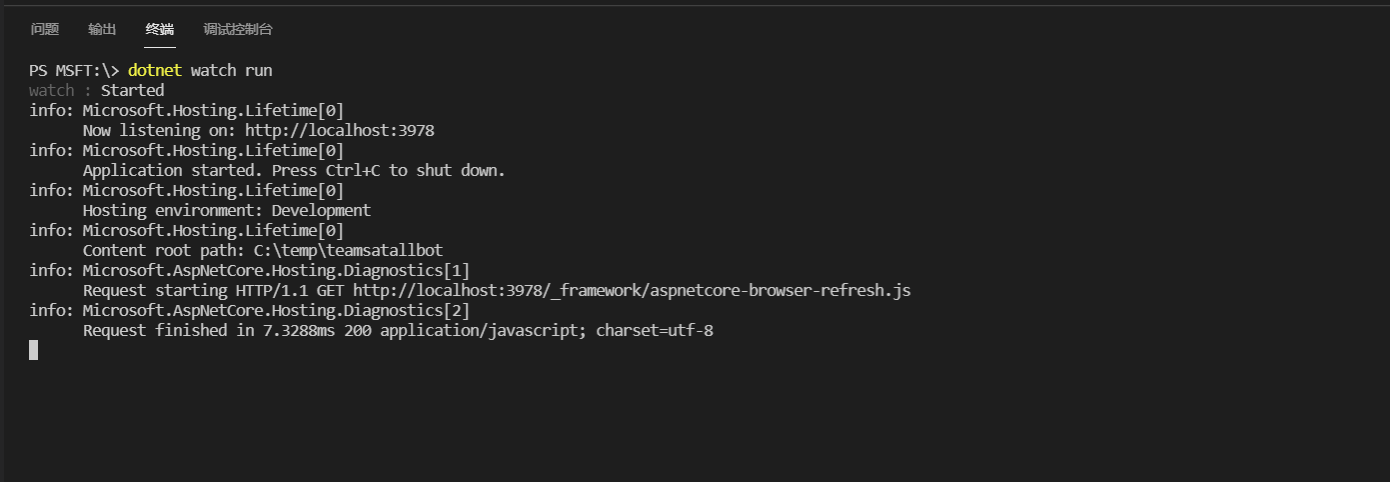 问题 输出 终端 调试控制台
PS MSFT:\> dotnet watch run
watch : Started
info: Microsoft.Hosting.Lifetime[0]
Now listening on: http://localhost:3978
info: Microsoft.Hosting.Lifetime[0]
Application started. Press Ctrl+C to shut down.
info: Microsoft.Hosting.Lifetime[0]
Hosting environment: Development
info: Microsoft.Hosting.Lifetime[0]
Content root path: C:\temp\teamsatallbot
info: Microsoft.AspNetCore.Hosting.Diagnostics[1]
Request starting HTTP/1.1 GET http://localhost:3978/_framework/aspnetcore-browser-refresh.js
info: Microsoft.AspNetCore.Hosting.Diagnostics[2]
Request finished in 7.3288ms 200 application/javascript; charset=utf-8